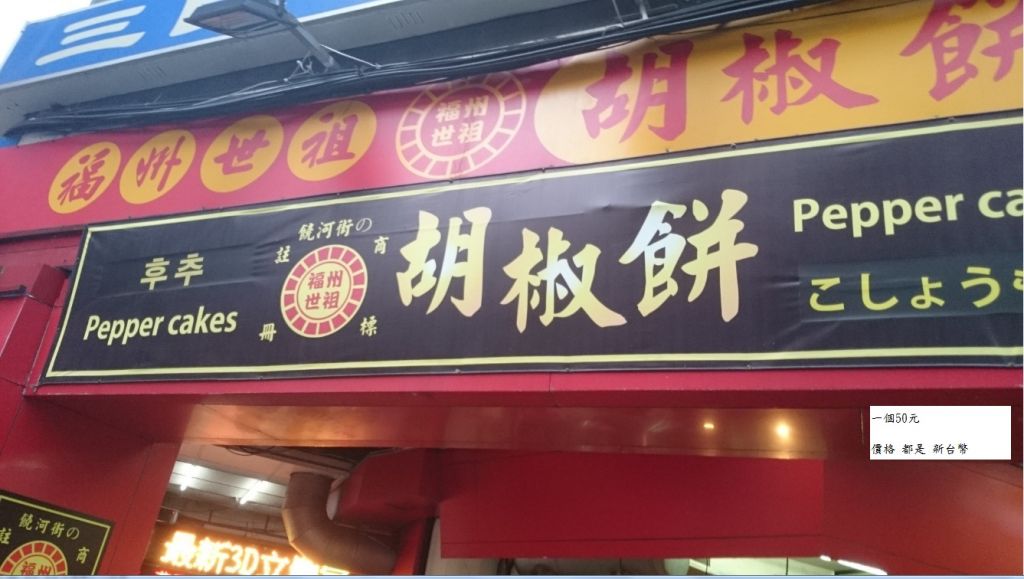 三
福州世祖
福州
世祖
胡椒餅
후추
Pepper cakes
饒河街の
註
商
福州
世祖
冊
標
胡椒餅
Pepper ca
こしょう
一個50元
價格 都是 新台幣
饒河街の
註
商
福州
最新3D立體